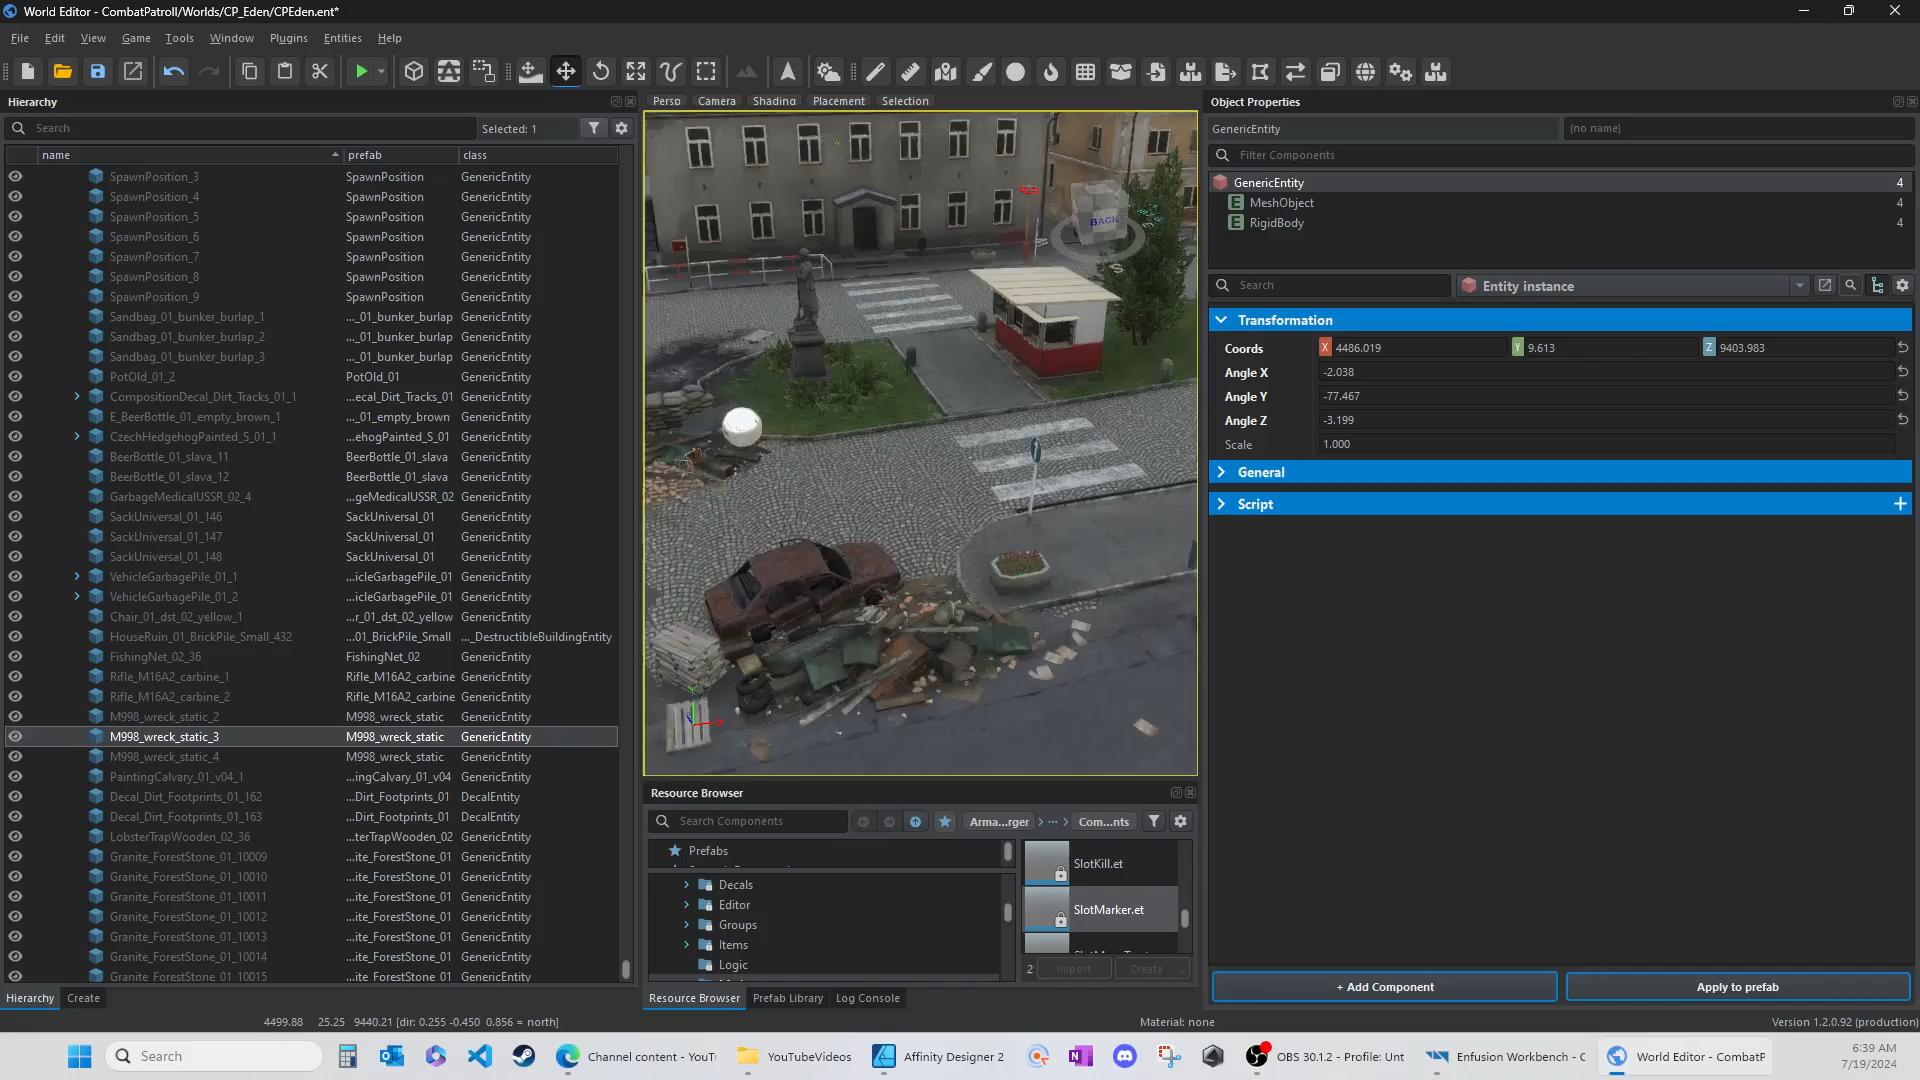 World Editor - CombatPatroll/Worlds/CP_Eden/CPEden.ent*
File Edit View Game Tools Window Plugins Entities Help
Hierarchy
Search Selected: 1
name prefab class
SpawnPosition_3 SpawnPosition GenericEntity
SpawnPosition_4 SpawnPosition GenericEntity
SpawnPosition_5 SpawnPosition GenericEntity
SpawnPosition_6 SpawnPosition GenericEntity
SpawnPosition_7 SpawnPosition GenericEntity
SpawnPosition_8 SpawnPosition GenericEntity
SpawnPosition_9 SpawnPosition GenericEntity
Sandbag_01_bunker_burlap_1 ..._01_bunker_burlap GenericEntity
Sandbag_01_bunker_burlap_2 ..._01_bunker_burlap GenericEntity
Sandbag_01_bunker_burlap_3 ..._01_bunker_burlap GenericEntity
PotOld_01_2 PotOld_01 GenericEntity
CompositionDecal_Dirt_Tracks_01_1 ...ecal_Dirt_Tracks_01 GenericEntity
E_BeerBottle_01_empty_brown_1 ..._01_empty_brown GenericEntity
CzechHedgehogPainted_S_01_1 ...ehogPainted_S_01 GenericEntity
BeerBottle_01_slava_11 BeerBottle_01_slava GenericEntity
BeerBottle_01_slava_12 BeerBottle_01_slava GenericEntity
GarbageMedicalUSSR_02_4 ...geMedicalUSSR_02 GenericEntity
SackUniversal_01_146 SackUniversal_01 GenericEntity
SackUniversal_01_147 SackUniversal_01 GenericEntity
SackUniversal_01_148 SackUniversal_01 GenericEntity
VehicleGarbagePile_01_1 ...icleGarbagePile_01 GenericEntity
VehicleGarbagePile_01_2 ...icleGarbagePile_01 GenericEntity
Chair_01_dst_02_yellow_1 ...r_01_dst_02_yellow GenericEntity
HouseRuin_01_BrickPile_Small_432 ...01_BrickPile_Small ..._DestructibleBuildingEntity
FishingNet_02_36 FishingNet_02 GenericEntity
Rifle_M16A2_carbine_1 Rifle_M16A2_carbine GenericEntity
Rifle_M16A2_carbine_2 Rifle_M16A2_carbine GenericEntity
M998_wreck_static_2 M998_wreck_static GenericEntity
M998_wreck_static_3 M998_wreck_static GenericEntity
M998_wreck_static_4 M998_wreck_static GenericEntity
PaintingCalvary_01_v04_1 ...ingCalvary_01_v04 GenericEntity
Decal_Dirt_Footprints_01_162 ...Dirt_Footprints_01 DecalEntity
Decal_Dirt_Footprints_01_163 ...Dirt_Footprints_01 DecalEntity
LobsterTrapWooden_02_36 ...terTrapWooden_02 GenericEntity
Granite_ForestStone_01_10009 ...ite_ForestStone_01 GenericEntity
Granite_ForestStone_01_10010 ...ite_ForestStone_01 GenericEntity
Granite_ForestStone_01_10011 ...ite_ForestStone_01 GenericEntity
Granite_ForestStone_01_10012 ...ite_ForestStone_01 GenericEntity
Granite_ForestStone_01_10013 ...ite_ForestStone_01 GenericEntity
Granite_ForestStone_01_10014 ...ite_ForestStone_01 GenericEntity
Granite_ForestStone_01_10015 ...ite_ForestStone_01 GenericEntity
Hierarchy Create
Persp Camera Shading Placement Selection
BACK
S
Y
X
Resource Browser
Search Components Arma...rger ... Com...nts
Prefabs
Decals
Editor
Groups
Items
Logic
SlotKill.et
SlotMarker.et
2 Import Create
Resource Browser Prefab Library Log Console
Object Properties
GenericEntity (no name)
Filter Components
GenericEntity 4
MeshObject 4
RigidBody 4
Search Entity instance
Transformation
Coords X 4486.019 Y 9.613 Z 9403.983
Angle X -2.038
Angle Y -77.467
Angle Z -3.199
Scale 1.000
General
Script
+ Add Component Apply to prefab
4499.88 25.25 9440.21 [dir: 0.255 -0.450 0.856 = north] Material: none Version 1.2.0.92 (production)
Search Channel content - YouT YouTubeVideos Affinity Designer 2 OBS 30.1.2 - Profile: Unt Enfusion Workbench - C World Editor - CombatP
6:39 AM
7/19/2024